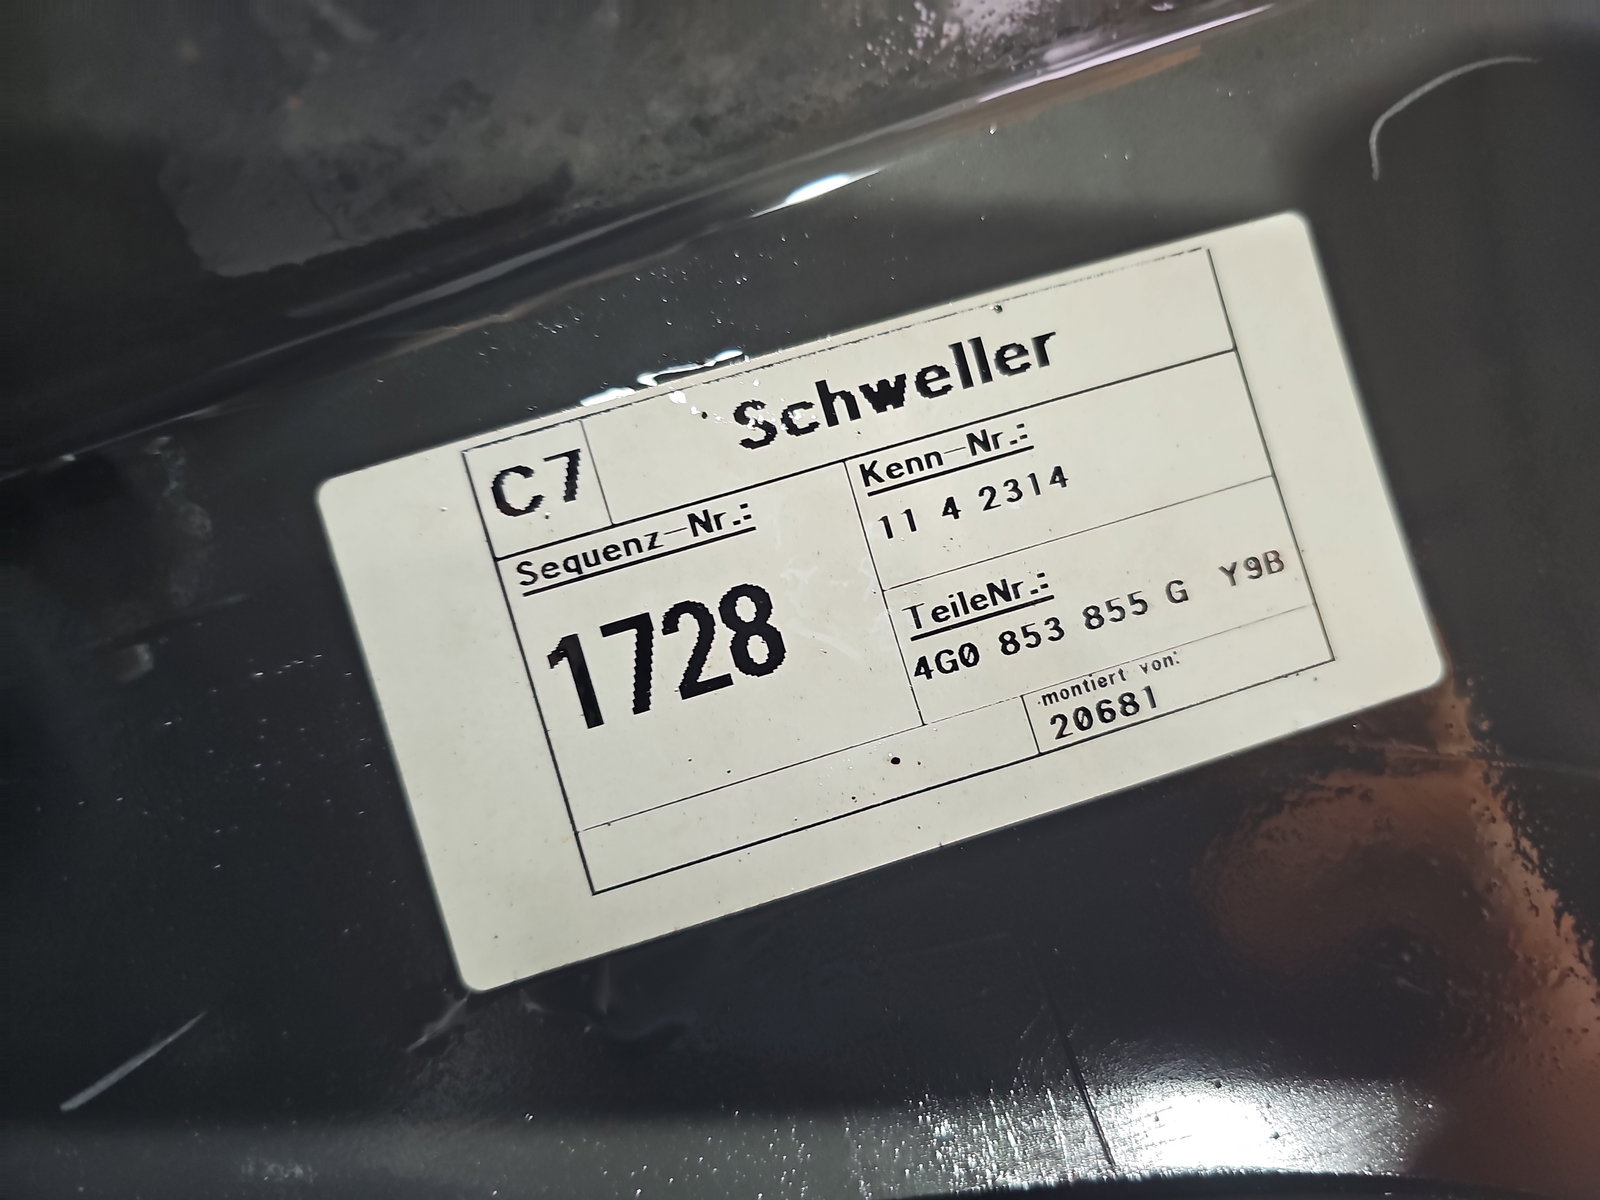 C7
Schweller
Sequenz-Nr.:
1728
Kenn-Nr.:
11 4 2314
TeileNr.:
4G0 853 855 G Y9B
montiert von:
20681